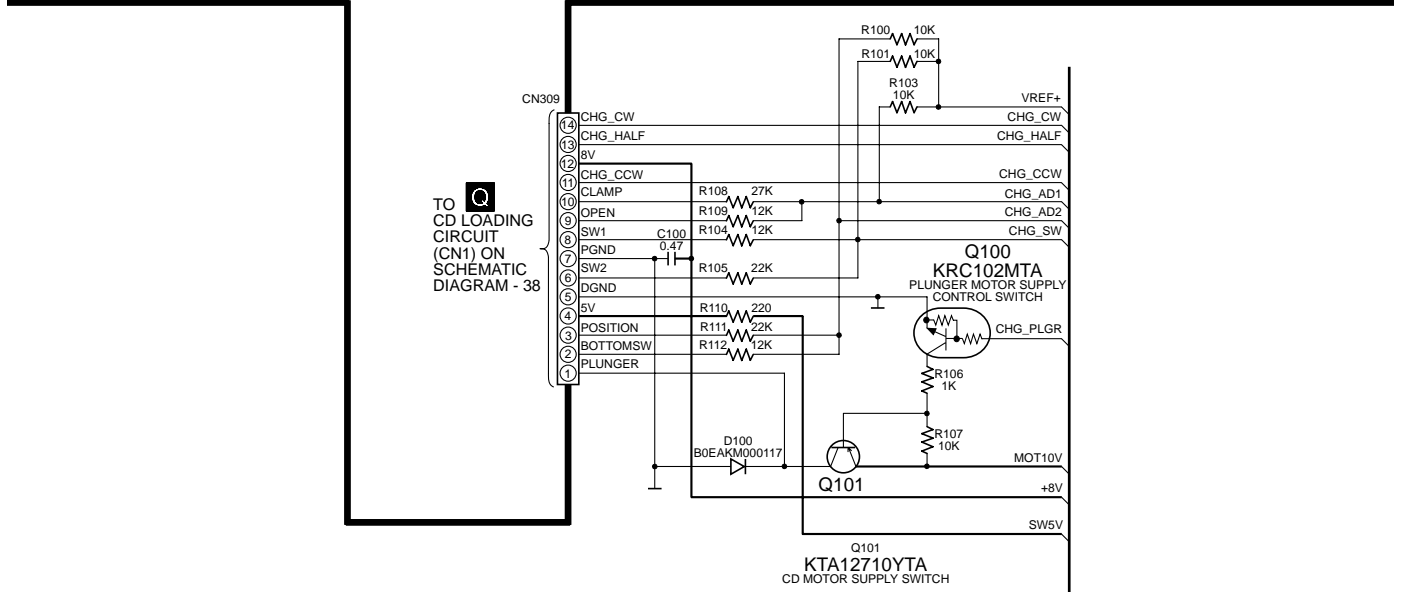 R100 10K
R101 10K
R103
10K
CN309
VREF+
14 CHG_CW CHG_CW
13 CHG_HALF CHG_HALF
12 8V
11 CHG_CCW CHG_CCW
10 CLAMP R108 27K CHG_AD1
9 OPEN R109 12K CHG_AD2
8 SW1 R104 12K CHG_SW
7 PGND C100
0.47
6 SW2 R105 22K
5 DGND
4 5V R110 220
3 POSITION R111 22K
2 BOTTOMSW R112 12K
1 PLUNGER
TO Q
CD LOADING
CIRCUIT
(CN1) ON
SCHEMATIC
DIAGRAM - 38
Q100
KRC102MTA
PLUNGER MOTOR SUPPLY
CONTROL SWITCH
CHG_PLGR
R106
1K
R107
10K
D100
B0EAKM000117
Q101
MOT10V
+8V
SW5V
Q101
KTA12710YTA
CD MOTOR SUPPLY SWITCH